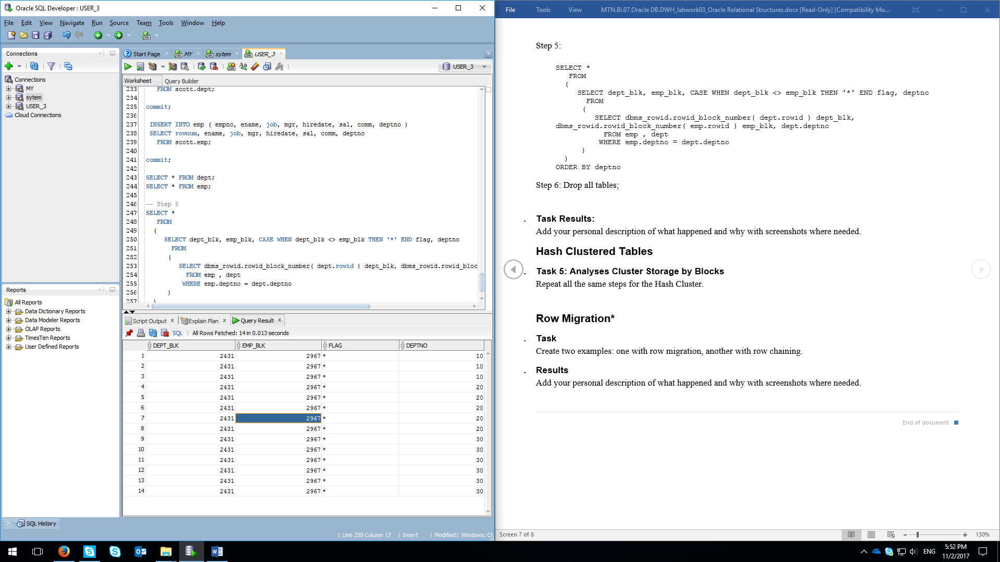 Oracle SQL Developer : USER_3
File Edit View Navigate Run Source Team Tools Window Help
Connections
Connections
MY
sytem
USER_3
Cloud Connections
Reports
All Reports
Data Dictionary Reports
Data Modeler Reports
OLAP Reports
TimesTen Reports
User Defined Reports
SQL History
Start Page MY sytem USER_3
USER_3
Worksheet Query Builder
233 FROM scott.dept;
234
235 commit;
236
237 INSERT INTO emp ( empno, ename, job, mgr, hiredate, sal, comm, deptno )
238 SELECT rownum, ename, job, mgr, hiredate, sal, comm, deptno
239 FROM scott.emp;
240
241 commit;
242
243 SELECT * FROM dept;
244 SELECT * FROM emp;
245
246 -- Step 5
247 SELECT *
248 FROM
249 (
250 SELECT dept_blk, emp_blk, CASE WHEN dept_blk <> emp_blk THEN '*' END flag, deptno
251 FROM
252 (
253 SELECT dbms_rowid.rowid_block_number( dept.rowid ) dept_blk, dbms_rowid.rowid_bloc
254 FROM emp , dept
255 WHERE emp.deptno = dept.deptno
256 )
257 )
Script Output Explain Plan Query Result
SQL All Rows Fetched: 14 in 0.013 seconds
DEPT_BLK EMP_BLK FLAG DEPTNO
1 2431 2967 * 10
2 2431 2967 * 10
3 2431 2967 * 10
4 2431 2967 * 20
5 2431 2967 * 20
6 2431 2967 * 20
7 2431 2967 * 20
8 2431 2967 * 20
9 2431 2967 * 30
10 2431 2967 * 30
11 2431 2967 * 30
12 2431 2967 * 30
13 2431 2967 * 30
14 2431 2967 * 30
Line 258 Column 17 Insert Modified Windows: CF
File Tools View MTN.BI.07.Oracle DB.DWH_labwork03_Oracle Relational Structures.docx [Read-Only] [Compatibility Mo...
Step 5:
SELECT *
FROM
(
SELECT dept_blk, emp_blk, CASE WHEN dept_blk <> emp_blk THEN '*' END flag, deptno
FROM
(
SELECT dbms_rowid.rowid_block_number( dept.rowid ) dept_blk,
dbms_rowid.rowid_block_number( emp.rowid ) emp_blk, dept.deptno
FROM emp , dept
WHERE emp.deptno = dept.deptno
)
)
ORDER BY deptno
Step 6: Drop all tables;
. Task Results:
Add your personal description of what happened and why with screenshots where needed.
Hash Clustered Tables
. Task 5: Analyses Cluster Storage by Blocks
Repeat all the same steps for the Hash Cluster.
Row Migration*
. Task
Create two examples: one with row migration, another with row chaining.
. Results
Add your personal description of what happened and why with screenshots where needed.
End of document
Screen 7 of 8
130%
ENG
5:52 PM
11/2/2017